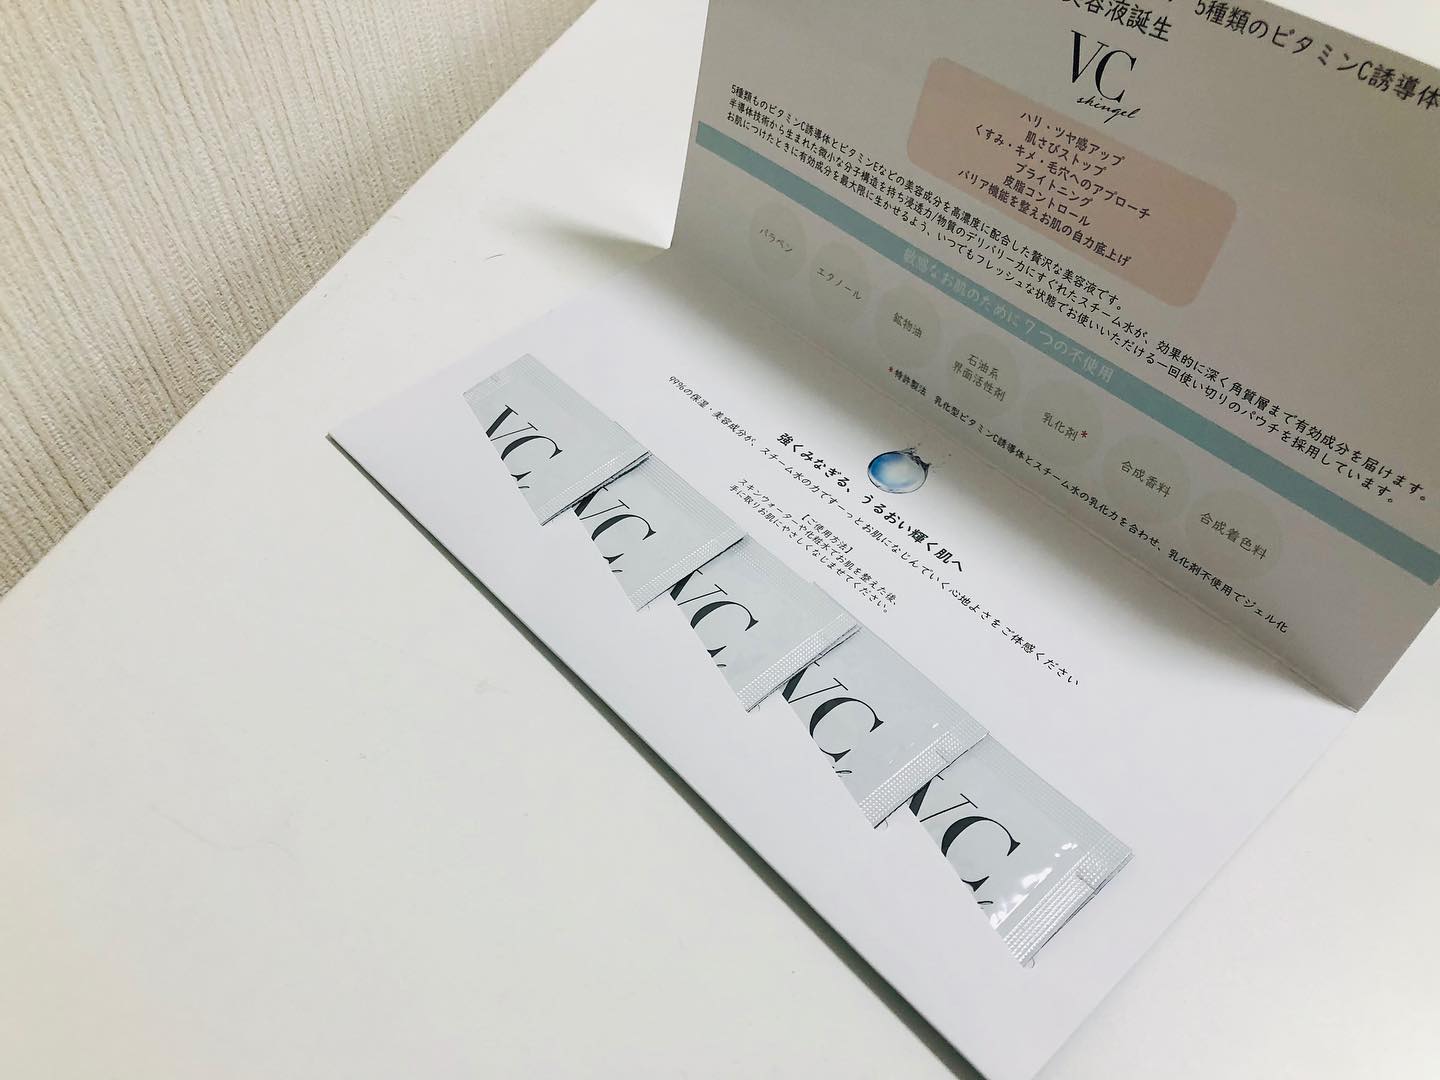 5種類のビタミンC誘導体
美容液誕生
VC
skingel
ハリ・ツヤ感アップ
肌さびストップ
くすみ・キメ・毛穴へのアプローチ
ブライトニング
皮脂コントロール
バリア機能を整えお肌の自力底上げ
5種類ものビタミンC誘導体とビタミンEなどの美容成分を高濃度に配合した贅沢な美容液です。
半導体技術から生まれた微小な分子構造を持ち浸透力/物質のデリバリー力にすぐれたスチーム水が、効果的に深く角質層まで有効成分を届けます。
お肌につけたときに有効成分を最大限に生かせるよう、いつでもフレッシュな状態でお使いいただける一回使い切りのパウチを採用しています。
敏感なお肌のために7つの不使用
パラベン
エタノール
鉱物油
石油系
界面活性剤
乳化剤*
合成香料
合成着色料
*特許製法 乳化型ビタミンC誘導体とスチーム水の乳化力を合わせ、乳化剤不使用でジェル化
強くみなぎる、うるおい輝く肌へ
99%の保湿・美容成分が、スチーム水の力ですーっとお肌になじんでいく心地よさをご体感ください
【ご使用方法】
スキンウォーターや化粧水でお肌を整えた後、
手に取りお肌にやさしくなじませてください。
VC
VC
VC
VC
VC